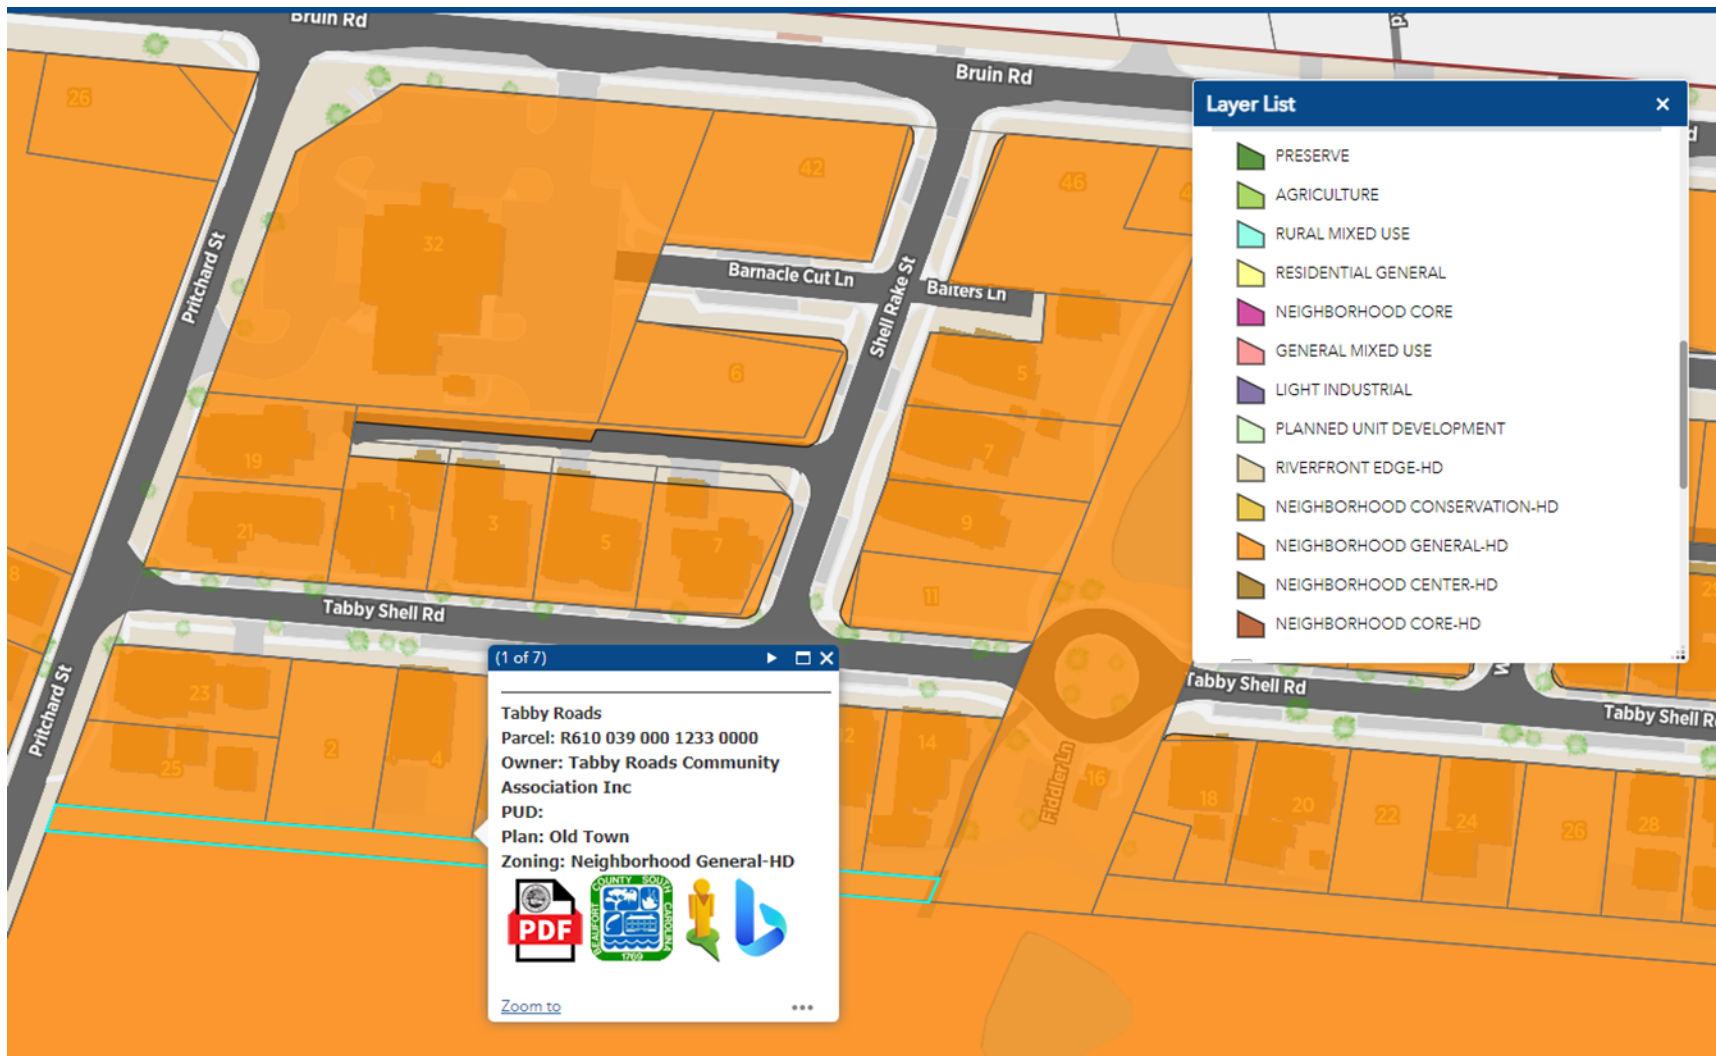 Bruin Rd
Bruin Rd
26
42
46
32
Pritchard St
Barnacle Cut Ln
Shell Rake St
Baiters Ln
6
5
19
7
21
1
3
5
7
9
11
8
Tabby Shell Rd
23
2
4
25
Pritchard St
14
16
Fiddler Ln
Tabby Shell Rd
Tabby Shell R
18
20
22
24
26
28
Layer List
PRESERVE
AGRICULTURE
RURAL MIXED USE
RESIDENTIAL GENERAL
NEIGHBORHOOD CORE
GENERAL MIXED USE
LIGHT INDUSTRIAL
PLANNED UNIT DEVELOPMENT
RIVERFRONT EDGE-HD
NEIGHBORHOOD CONSERVATION-HD
NEIGHBORHOOD GENERAL-HD
NEIGHBORHOOD CENTER-HD
NEIGHBORHOOD CORE-HD
(1 of 7)
Tabby Roads
Parcel: R610 039 000 1233 0000
Owner: Tabby Roads Community
Association Inc
PUD:
Plan: Old Town
Zoning: Neighborhood General-HD
PDF
BEAUFORT COUNTY SOUTH CAROLINA
1769
Zoom to